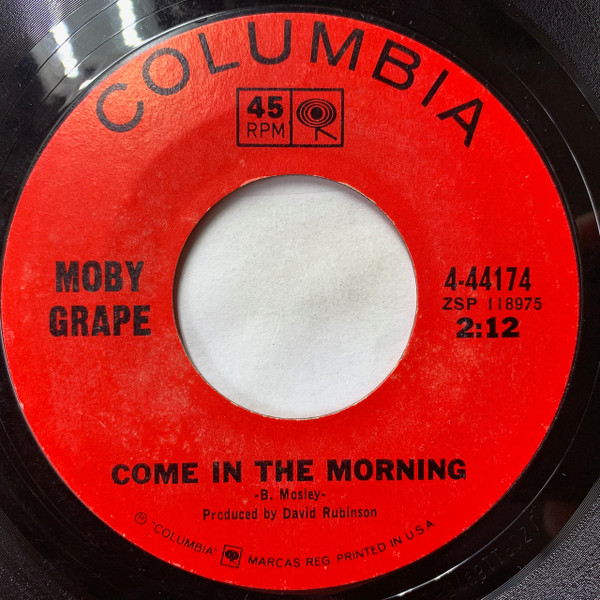 COLUMBIA
45
RPM
MOBY
GRAPE
4-44174
ZSP 118975
2:12
COME IN THE MORNING
-B. Mosley-
Produced by David Rubinson
"COLUMBIA" MARCAS REG. PRINTED IN U.S.A.